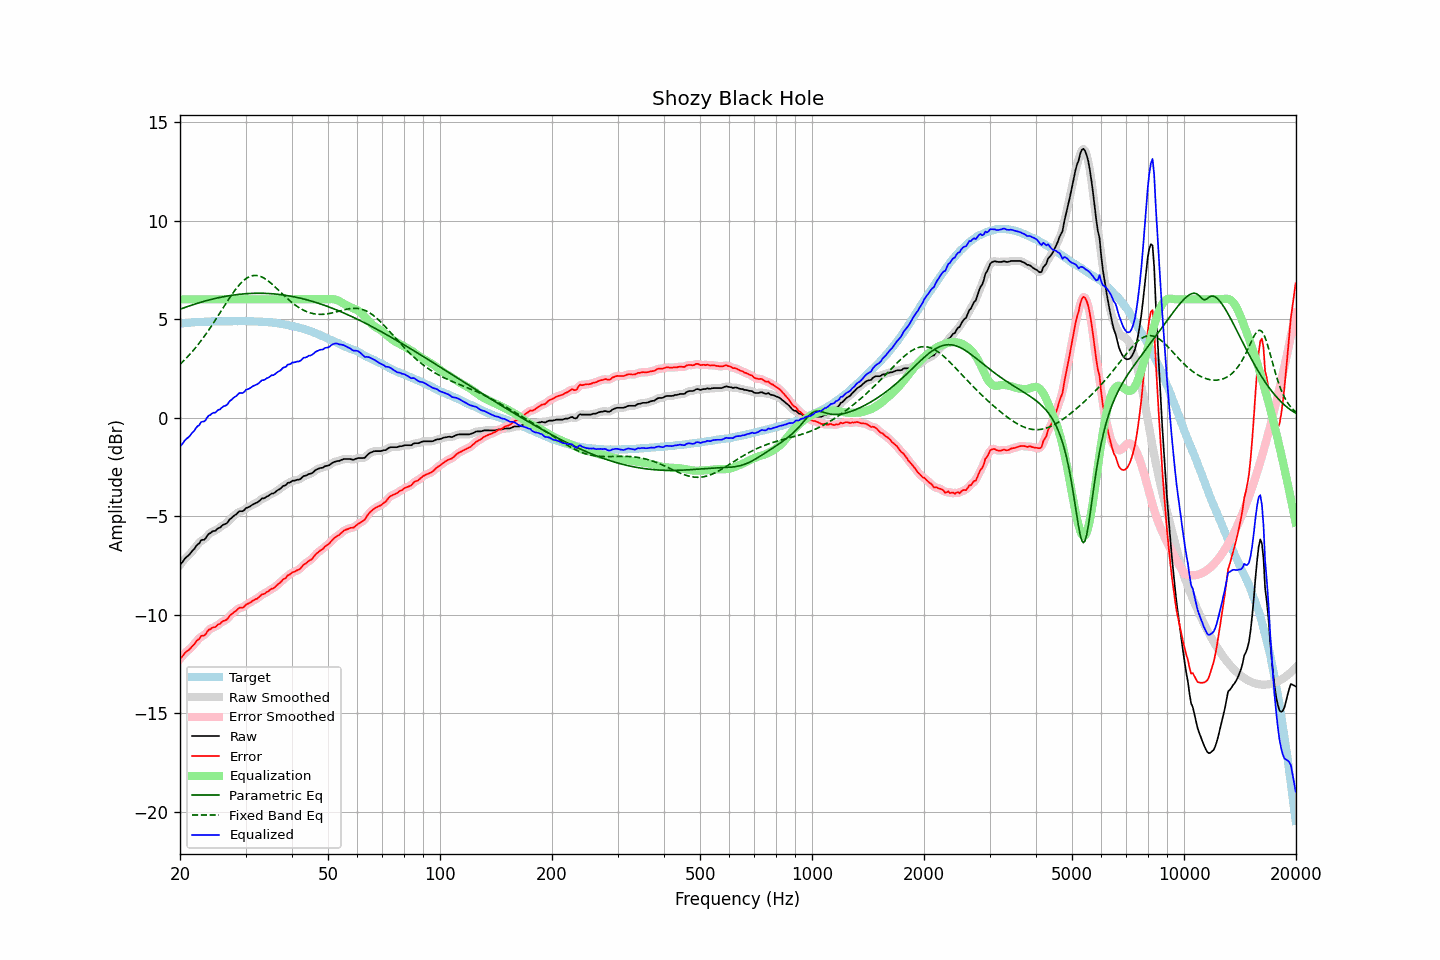 Shozy Black Hole
15
10
5
0
−5
−10
−15
−20
Amplitude (dBr)
Target
Raw Smoothed
Error Smoothed
Raw
Error
Equalization
Parametric Eq
Fixed Band Eq
Equalized
20
50
100
200
500
1000
2000
5000
10000
20000
Frequency (Hz)